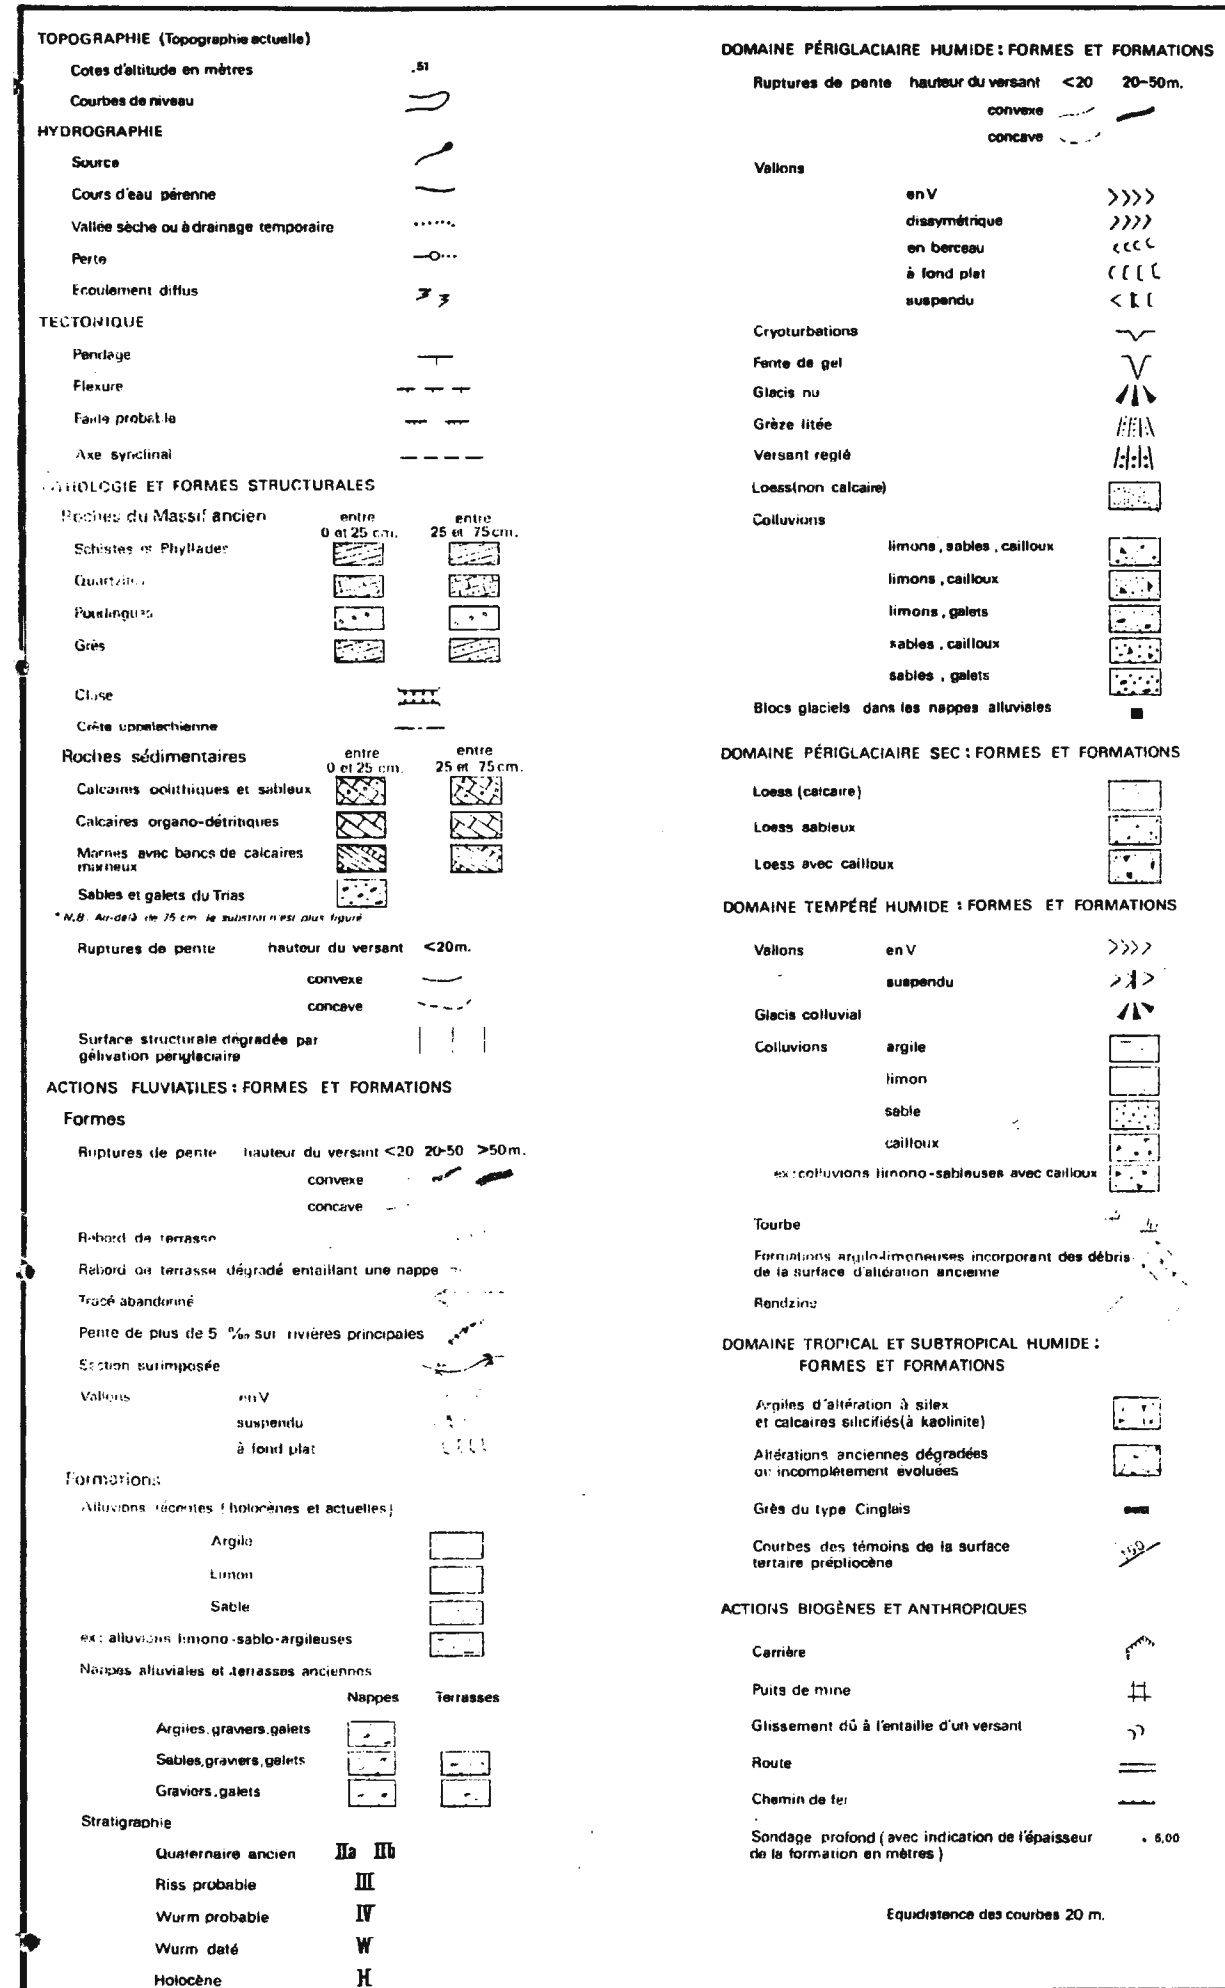 TOPOGRAPHIE (Topographie actuelle)
Cotes d'altitude en mètres .51
Courbes de niveau
HYDROGRAPHIE
Source
Cours d'eau pérenne
Vallée sèche ou à drainage temporaire
Perte
Ecoulement diffus
TECTONIQUE
Pendage
Flexure
Faille probable
Axe synclinal
LITHOLOGIE ET FORMES STRUCTURALES
Roches du Massif ancien entre entre
0 et 25 cm. 25 et 75 cm.
Schistes et Phyllades
Quartzites
Poudingues
Grès
Cluse
Crête appalachienne
Roches sédimentaires entre entre
0 et 25 cm. 25 et 75 cm.
Calcaires oolithiques et sableux
Calcaires organo-détritiques
Marnes avec bancs de calcaires
marneux
Sables et galets du Trias
* N.B. Au-delà de 75 cm le substrat n'est plus figuré
Ruptures de pente hauteur du versant <20m.
convexe
concave
Surface structurale dégradée par
gélivation périglaciaire
ACTIONS FLUVIATILES : FORMES ET FORMATIONS
Formes
Ruptures de pente hauteur du versant <20 20-50 >50m.
convexe
concave
Rebord de terrasse
Rebord de terrasse dégradé entaillant une nappe
Tracé abandonné
Pente de plus de 5 ‰ sur rivières principales
Section surimposée
Vallons en V
suspendu
à fond plat
Formations
Alluvions récentes (holocènes et actuelles)
Argile
Limon
Sable
ex : alluvions limono-sablo-argileuses
Nappes alluviales et terrasses anciennes
Nappes Terrasses
Argiles, graviers, galets
Sables, graviers, galets
Graviers, galets
Stratigraphie
Quaternaire ancien IIa IIb
Riss probable III
Wurm probable IV
Wurm daté W
Holocène H
DOMAINE PÉRIGLACIAIRE HUMIDE : FORMES ET FORMATIONS
Ruptures de pente hauteur du versant <20 20-50m.
convexe
concave
Vallons
en V
dissymétrique
en berceau
à fond plat
suspendu
Cryoturbations
Fente de gel
Glacis nu
Grèze litée
Versant reglé
Loess(non calcaire)
Colluvions
limons, sables, cailloux
limons, cailloux
limons, galets
sables, cailloux
sables, galets
Blocs glaciels dans les nappes alluviales
DOMAINE PÉRIGLACIAIRE SEC : FORMES ET FORMATIONS
Loess (calcaire)
Loess sableux
Loess avec cailloux
DOMAINE TEMPÉRÉ HUMIDE : FORMES ET FORMATIONS
Vallons en V
suspendu
Glacis colluvial
Colluvions argile
limon
sable
cailloux
ex : colluvions limono-sableuses avec cailloux
Tourbe
Formations argilo-limoneuses incorporant des débris
de la surface d'altération ancienne
Rendzine
DOMAINE TROPICAL ET SUBTROPICAL HUMIDE :
FORMES ET FORMATIONS
Argiles d'altération à silex
et calcaires silicifiés(à kaolinite)
Altérations anciennes dégradées
ou incomplètement évoluées
Grès du type Cinglais
Courbes des témoins de la surface
tertaire prépliocène
ACTIONS BIOGÈNES ET ANTHROPIQUES
Carrière
Puits de mine
Glissement dû à l'entaille d'un versant
Route
Chemin de fer
Sondage profond (avec indication de l'épaisseur . 6,00
de la formation en mètres)
Equidistance des courbes 20 m.